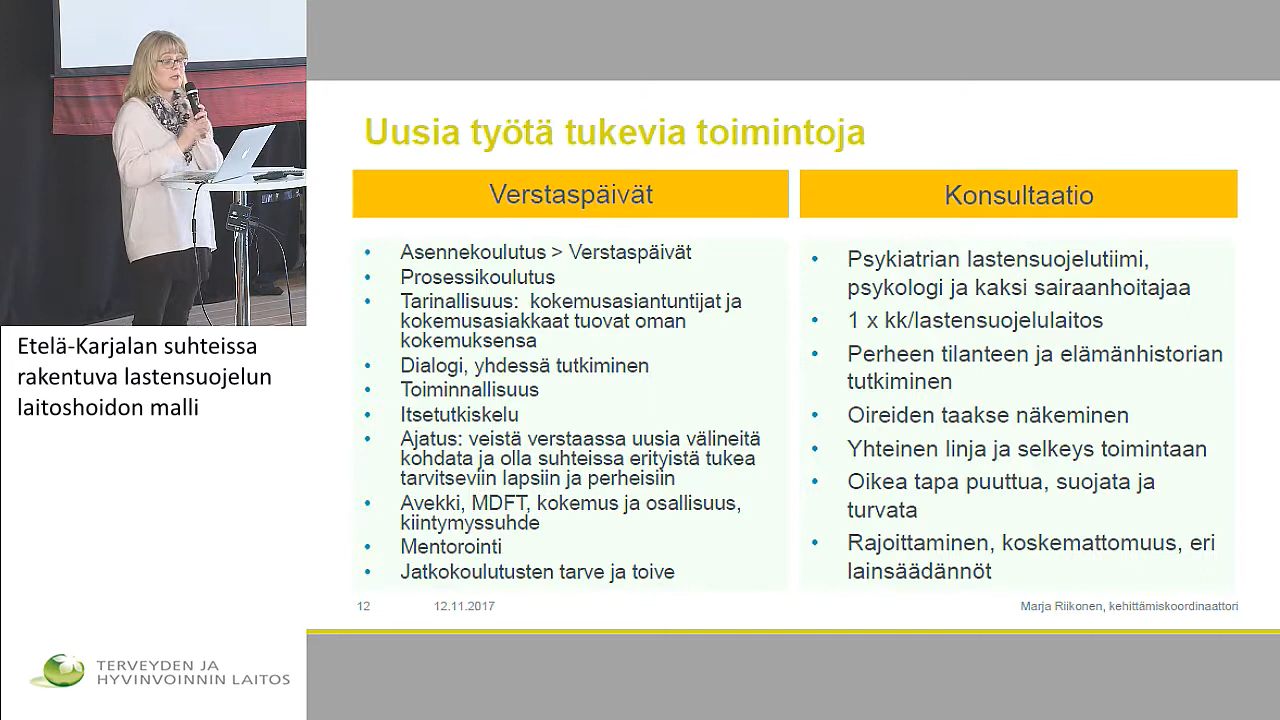 Uusia työtä tukevia toimintoja
Verstaspäivät
• Asennekoulutus > Verstaspäivät
• Prosessikoulutus
• Tarinallisuus: kokemusasiantuntijat ja
kokemusasiakkaat tuovat oman
kokemuksensa
• Dialogi, yhdessä tutkiminen
• Toiminnallisuus
• Itsetutkiskelu
• Ajatus: veistä verstaassa uusia välineitä
kohdata ja olla suhteissa erityistä tukea
tarvitseviin lapsiin ja perheisiin
• Avekki, MDFT, kokemus ja osallisuus,
kiintymyssuhde
• Mentorointi
• Jatkokoulutusten tarve ja toive
Konsultaatio
• Psykiatrian lastensuojelutiimi,
psykologi ja kaksi sairaanhoitajaa
• 1 x kk/lastensuojelulaitos
• Perheen tilanteen ja elämänhistorian
tutkiminen
• Oireiden taakse näkeminen
• Yhteinen linja ja selkeys toimintaan
• Oikea tapa puuttua, suojata ja
turvata
• Rajoittaminen, koskemattomuus, eri
lainsäädännöt
12
12.11.2017
Marja Riikonen, kehittämiskoordinaattori
Etelä-Karjalan suhteissa
rakentuva lastensuojelun
laitoshoidon malli
TERVEYDEN JA
HYVINVOINNIN LAITOS